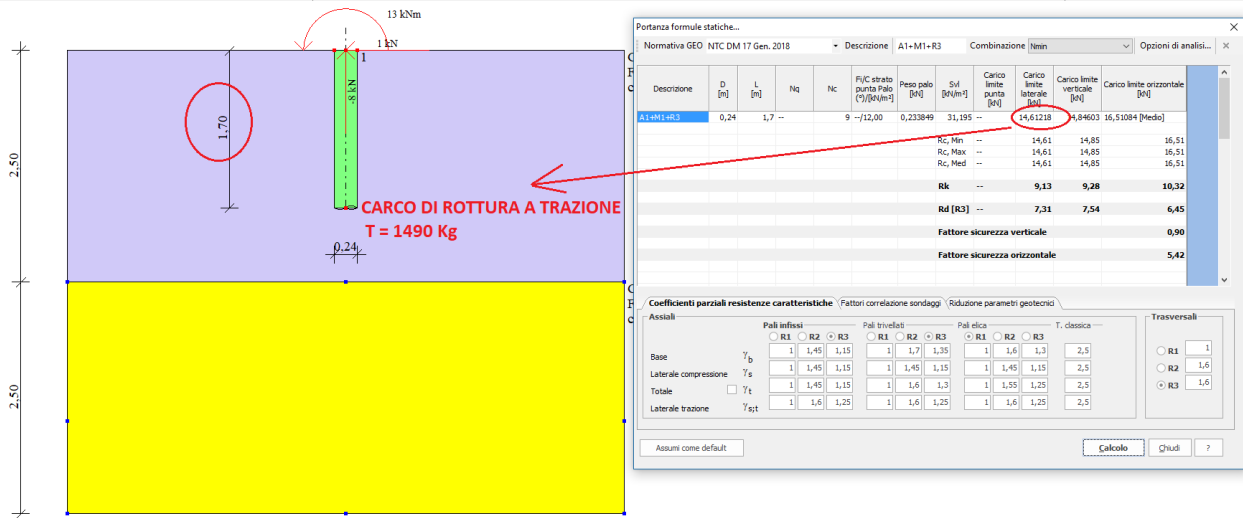 13 kNm
1 kN
1
-8 kN
1,70
2,50
2,50
0,24
CARCO DI ROTTURA A TRAZIONE
T = 1490 Kg
C
F
c
C
F
c
Portanza formule statiche...
Normativa GEO NTC DM 17 Gen. 2018 Descrizione A1+M1+R3 Combinazione Nmin Opzioni di analisi...
Descrizione D [m] L [m] Nq Nc Fi/C strato punta Palo (°)/[kN/m²] Peso palo [kN] Svl [kN/m²] Carico limite punta [kN] Carico limite laterale [kN] Carico limite verticale [kN] Carico limite orizzontale [kN]
A1+M1+R3 0,24 1,7 -- 9 --/12,00 0,233849 31,195 -- 14,61218 4,84603 16,51084 [Medio]
Rc, Min -- 14,61 14,85 16,51
Rc, Max -- 14,61 14,85 16,51
Rc, Med -- 14,61 14,85 16,51
Rk -- 9,13 9,28 10,32
Rd [R3] -- 7,31 7,54 6,45
Fattore sicurezza verticale 0,90
Fattore sicurezza orizzontale 5,42
Coefficienti parziali resistenze caratteristiche Fattori correlazione sondaggi Riduzione parametri geotecnici
Assiali
Pali infissi Pali trivellati Pali elica T. classica
R1 R2 R3 R1 R2 R3 R1 R2 R3
Base γb 1 1,45 1,15 1 1,7 1,35 1 1,6 1,3 2,5
Laterale compressione γs 1 1,45 1,15 1 1,45 1,15 1 1,45 1,15 2,5
Totale γt 1 1,45 1,15 1 1,6 1,3 1 1,55 1,25 2,5
Laterale trazione γs;t 1 1,6 1,25 1 1,6 1,25 1 1,6 1,25 2,5
Trasversali
R1 1
R2 1,6
R3 1,6
Assumi come default Calcolo Chiudi ?